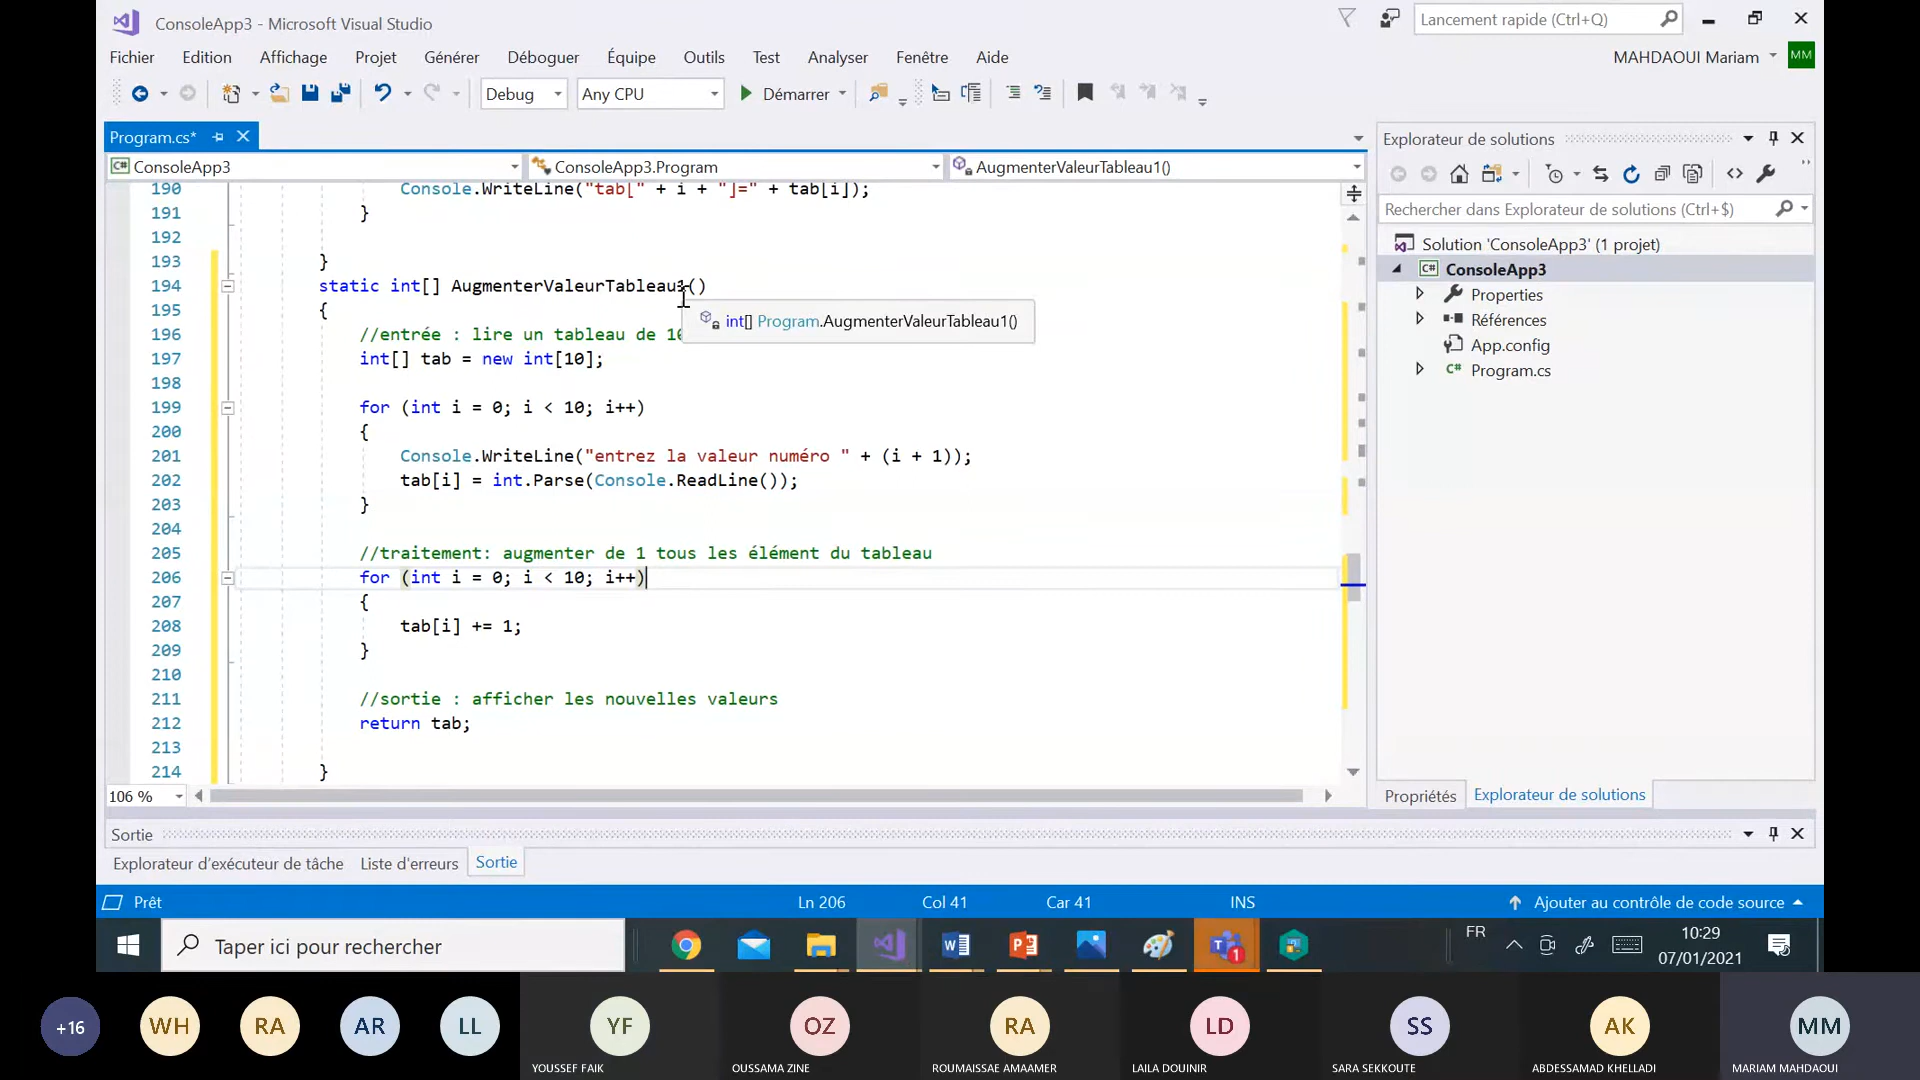 ConsoleApp3 - Microsoft Visual Studio
Lancement rapide (Ctrl+Q)
Fichier Edition Affichage Projet Générer Déboguer Équipe Outils Test Analyser Fenêtre Aide
MAHDAOUI Mariam MM
Debug Any CPU Démarrer
Program.cs*
ConsoleApp3 ConsoleApp3.Program AugmenterValeurTableau1()
190 Console.WriteLine("tab[" + i + "]=" + tab[i]);
191 }
192
193 }
194 static int[] AugmenterValeurTableau1()
195 {
int[] Program.AugmenterValeurTableau1()
196 //entrée : lire un tableau de 10
197 int[] tab = new int[10];
198
199 for (int i = 0; i < 10; i++)
200 {
201 Console.WriteLine("entrez la valeur numéro " + (i + 1));
202 tab[i] = int.Parse(Console.ReadLine());
203 }
204
205 //traitement: augmenter de 1 tous les élément du tableau
206 for (int i = 0; i < 10; i++)
207 {
208 tab[i] += 1;
209 }
210
211 //sortie : afficher les nouvelles valeurs
212 return tab;
213
214 }
106 %
Explorateur de solutions
Rechercher dans Explorateur de solutions (Ctrl+$)
Solution 'ConsoleApp3' (1 projet)
C# ConsoleApp3
Properties
Références
App.config
C# Program.cs
Propriétés Explorateur de solutions
Sortie
Explorateur d'exécuteur de tâche Liste d'erreurs Sortie
Prêt Ln 206 Col 41 Car 41 INS Ajouter au contrôle de code source
Taper ici pour rechercher
FR
10:29
07/01/2021
+16 WH RA AR LL YF OZ RA LD SS AK MM
YOUSSEF FAIK OUSSAMA ZINE ROUMAISSAE AMAAMER LAILA DOUINIR SARA SEKKOUTE ABDESSAMAD KHELLADI MARIAM MAHDAOUI